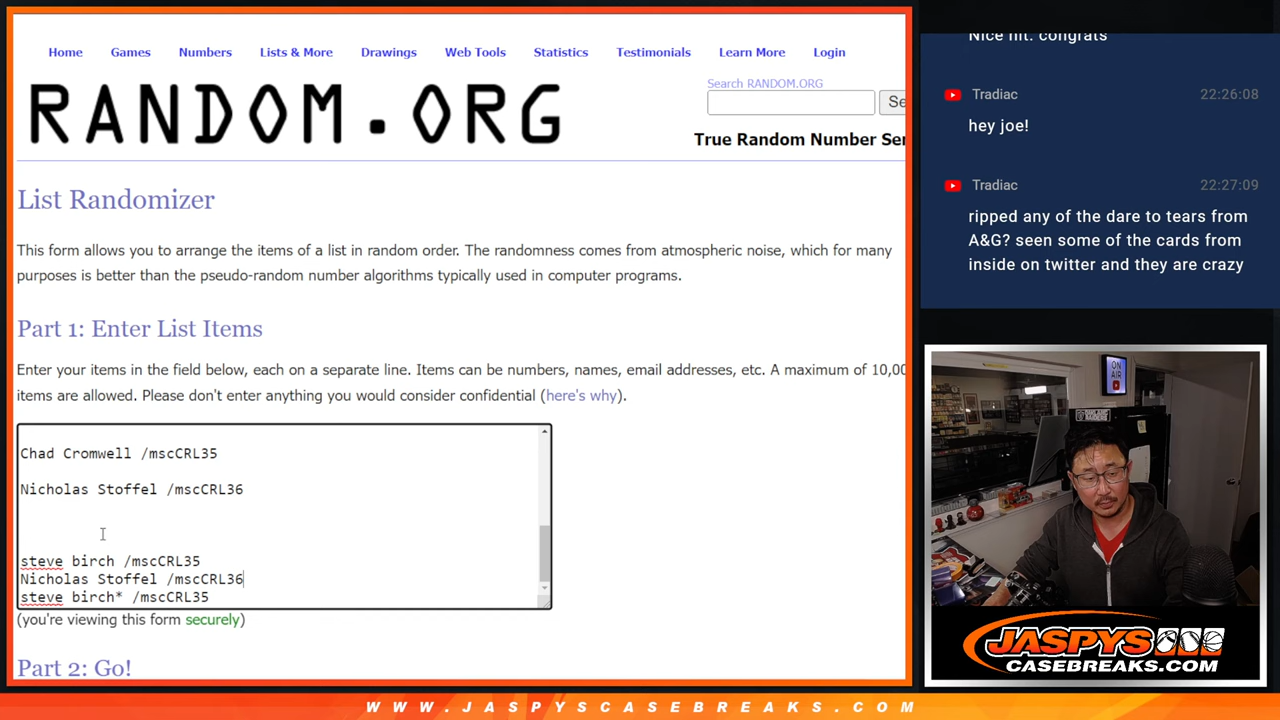 Home Games Numbers Lists & More Drawings Web Tools Statistics Testimonials Learn More Login
Search RANDOM.ORG
RANDOM.ORG
Se
True Random Number Ser
List Randomizer
This form allows you to arrange the items of a list in random order. The randomness comes from atmospheric noise, which for many
purposes is better than the pseudo-random number algorithms typically used in computer programs.
Part 1: Enter List Items
Enter your items in the field below, each on a separate line. Items can be numbers, names, email addresses, etc. A maximum of 10,00
items are allowed. Please don't enter anything you would consider confidential (here's why).
Chad Cromwell /mscCRL35
Nicholas Stoffel /mscCRL36
steve birch /mscCRL35
Nicholas Stoffel /mscCRL36
steve birch* /mscCRL35
(you're viewing this form securely)
Part 2: Go!
Nice hit. congrats
Tradiac 22:26:08
hey joe!
Tradiac 22:27:09
ripped any of the dare to tears from
A&G? seen some of the cards from
inside on twitter and they are crazy
ON
AIR
JASPYS
CASEBREAKS.COM
WWW.JASPYSCASEBREAKS.COM